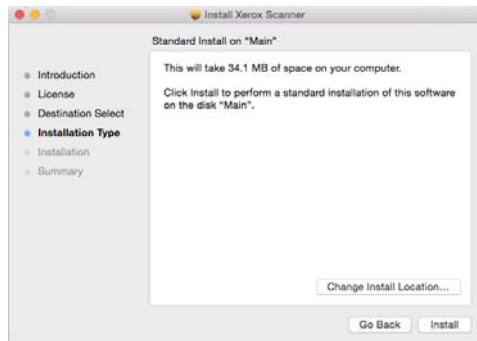 Install Xerox Scanner
Standard Install on "Main"
Introduction
License
Destination Select
Installation Type
Installation
Summary
This will take 34.1 MB of space on your computer.
Click Install to perform a standard installation of this software
on the disk "Main".
Change Install Location...
Go Back
Install